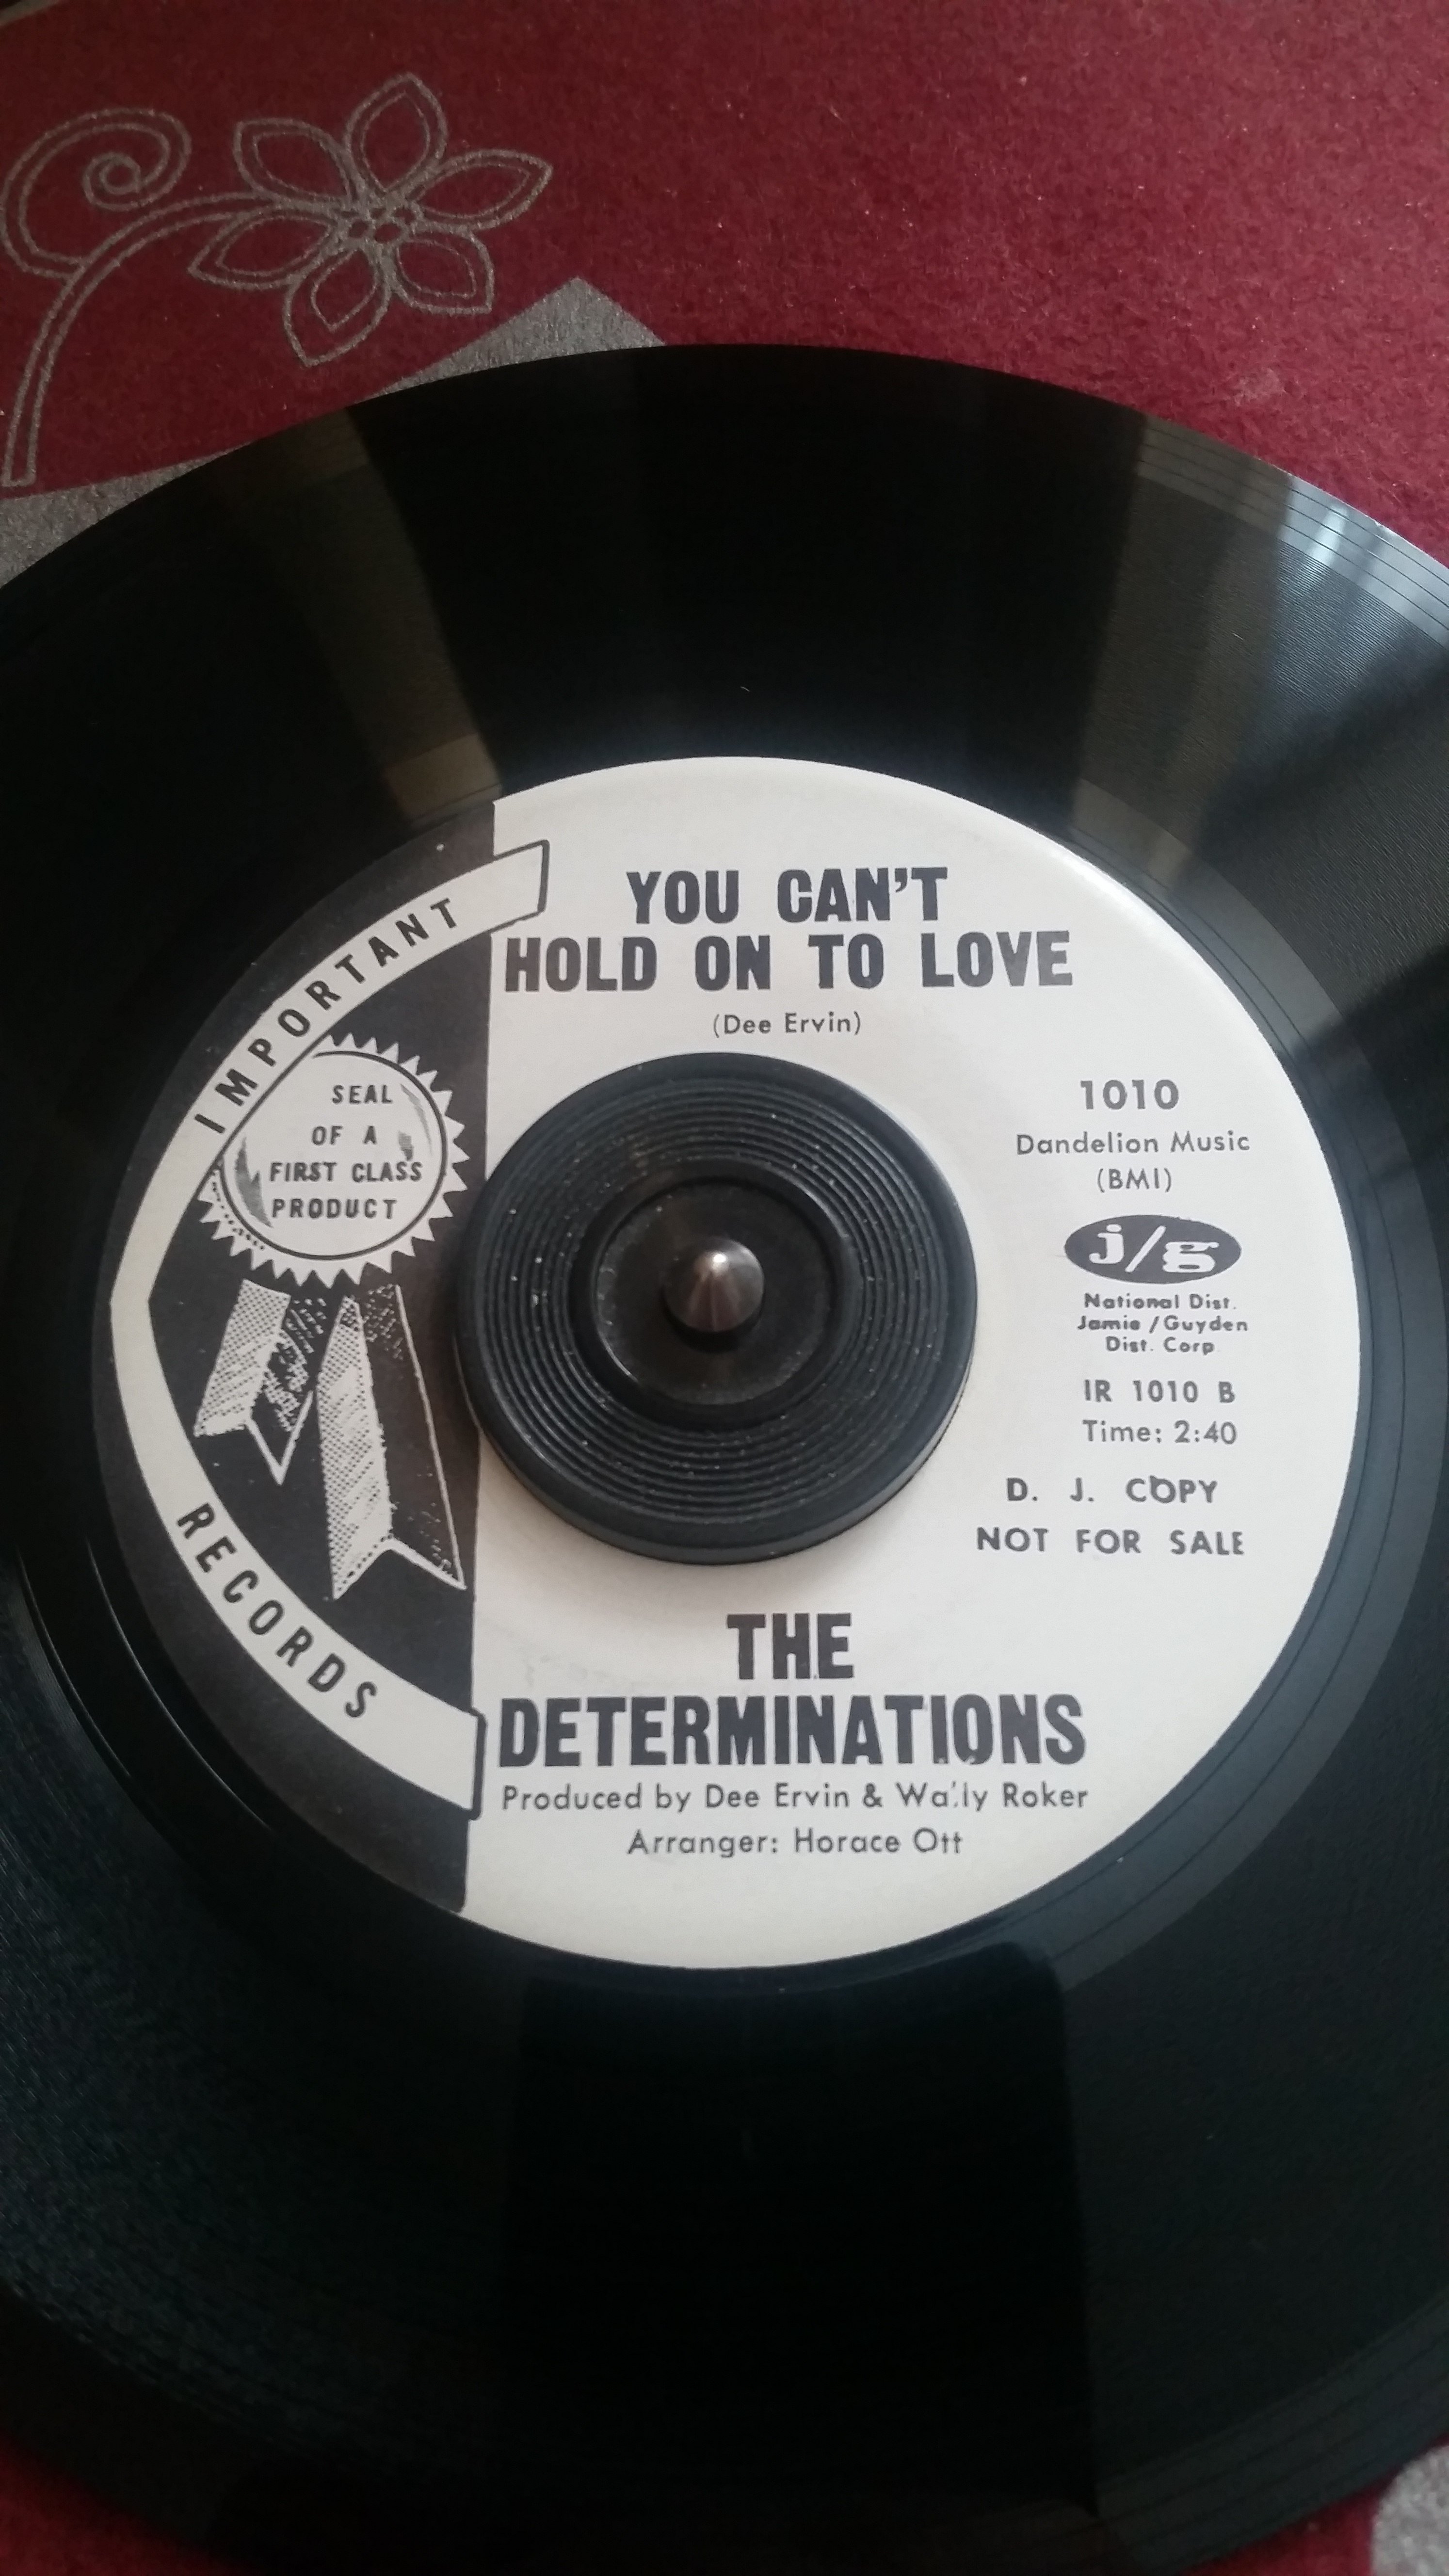 YOU CAN'T
HOLD ON TO LOVE
(Dee Ervin)
IMPORTANT
SEAL
OF A
FIRST CLASS
PRODUCT
RECORDS
1010
Dandelion Music
(BMI)
j/g
National Dist.
Jamie/Guyden
Dist. Corp.
IR 1010 B
Time: 2:40
D. J. COPY
NOT FOR SALE
THE
DETERMINATIONS
Produced by Dee Ervin & Wally Roker
Arranger: Horace Ott